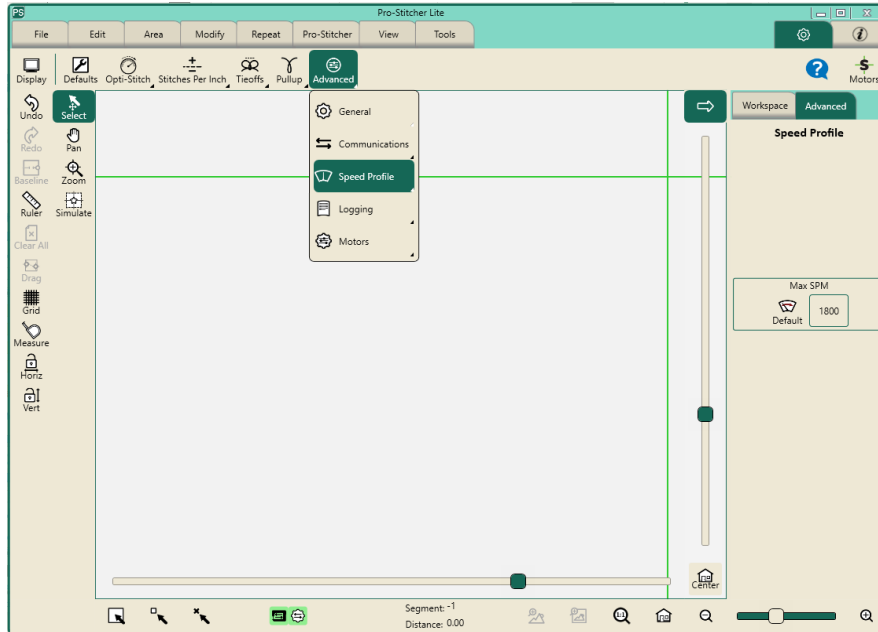 PS
Pro-Stitcher Lite
File Edit Area Modify Repeat Pro-Stitcher View Tools
Display Defaults Opti-Stitch Stitches Per Inch Tieoffs Pullup Advanced Motors
Undo Select
Redo Pan
Baseline Zoom
Ruler Simulate
Clear All
Drag
Grid
Measure
Horiz
Vert
General
Communications
Speed Profile
Logging
Motors
Center
Workspace Advanced
Speed Profile
Max SPM
Default 1800
Segment: -1
Distance: 0.00
1:1